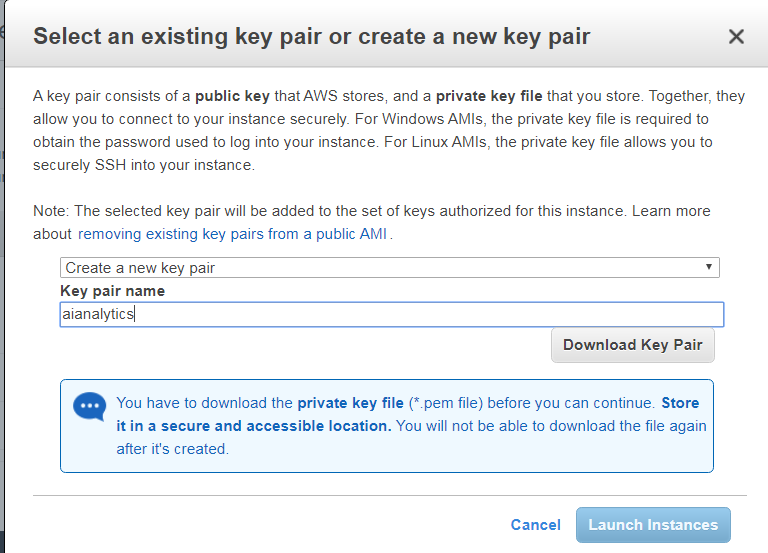 Select an existing key pair or create a new key pair
A key pair consists of a public key that AWS stores, and a private key file that you store. Together, they
allow you to connect to your instance securely. For Windows AMIs, the private key file is required to
obtain the password used to log into your instance. For Linux AMIs, the private key file allows you to
securely SSH into your instance.
Note: The selected key pair will be added to the set of keys authorized for this instance. Learn more
about removing existing key pairs from a public AMI .
Create a new key pair
Key pair name
aianalytics
Download Key Pair
You have to download the private key file (*.pem file) before you can continue. Store
it in a secure and accessible location. You will not be able to download the file again
after it's created.
Cancel
Launch Instances